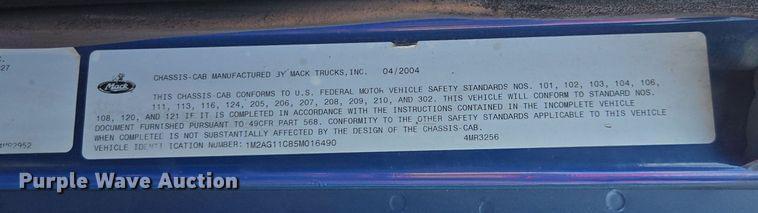 C.
27
4MR2952
Mack
CHASSIS-CAB MANUFACTURED BY MACK TRUCKS, INC. 04/2004
THIS CHASSIS-CAB CONFORMS TO U.S. FEDERAL MOTOR VEHICLE SAFETY STANDARDS NOS. 101, 102, 103, 104, 106,
111, 113, 116, 124, 205, 206, 207, 208, 209, 210, AND 302. THIS VEHICLE WILL CONFORM TO STANDARD NOS.
108, 120, AND 121 IF IT IS COMPLETED IN ACCORDANCE WITH THE INSTRUCTIONS CONTAINED IN THE INCOMPLETE VEHICLE
DOCUMENT FURNISHED PURSUANT TO 49CFR PART 568. CONFORMITY TO THE OTHER SAFETY STANDARDS APPLICABLE TO THIS VEHICLE
WHEN COMPLETED IS NOT SUBSTANTIALLY AFFECTED BY THE DESIGN OF THE CHASSIS-CAB.
4MR3256
VEHICLE IDENTIFICATION NUMBER: 1M2AG11C85M016490
Purple Wave Auction